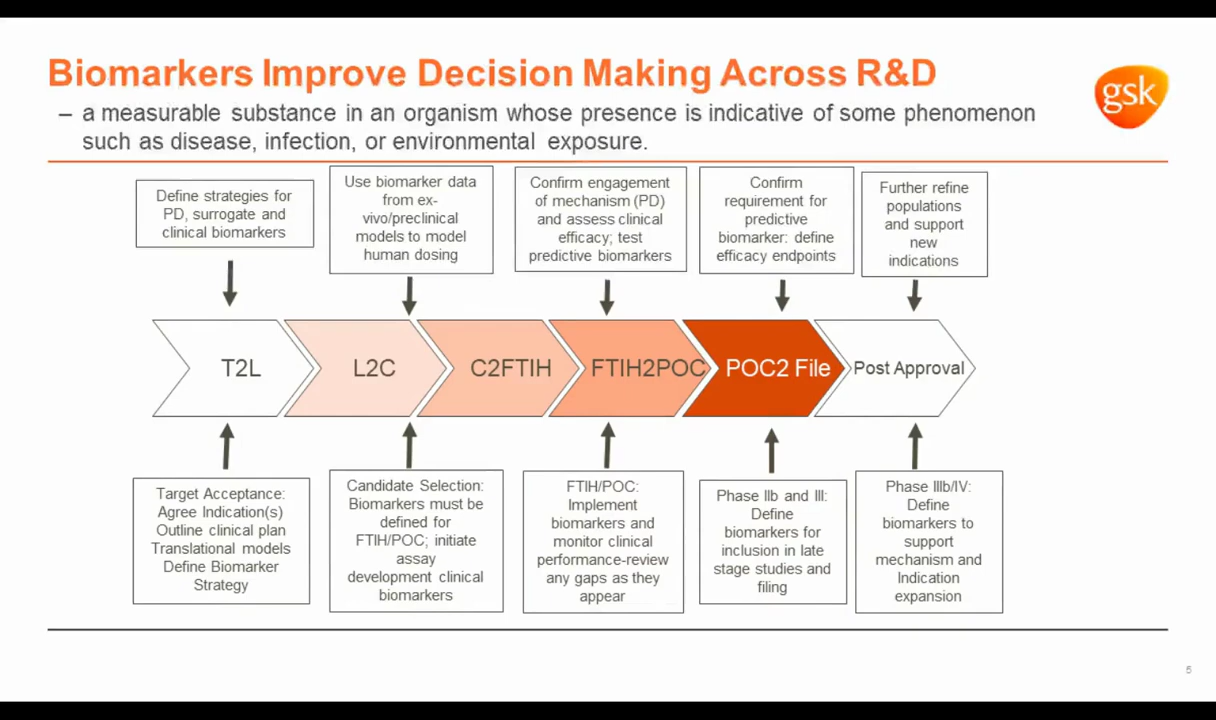 Biomarkers Improve Decision Making Across R&D
gsk
– a measurable substance in an organism whose presence is indicative of some phenomenon
such as disease, infection, or environmental exposure.
Define strategies for
PD, surrogate and
clinical biomarkers
Use biomarker data
from ex-
vivo/preclinical
models to model
human dosing
Confirm engagement
of mechanism (PD)
and assess clinical
efficacy; test
predictive biomarkers
Confirm
requirement for
predictive
biomarker: define
efficacy endpoints
Further refine
populations
and support
new
indications
T2L
L2C
C2FTIH
FTIH2POC
POC2 File
Post Approval
Target Acceptance:
Agree Indication(s)
Outline clinical plan
Translational models
Define Biomarker
Strategy
Candidate Selection:
Biomarkers must be
defined for
FTIH/POC; initiate
assay
development clinical
biomarkers
FTIH/POC:
Implement
biomarkers and
monitor clinical
performance-review
any gaps as they
appear
Phase IIb and III:
Define
biomarkers for
inclusion in late
stage studies and
filing
Phase IIIb/IV:
Define
biomarkers to
support
mechanism and
Indication
expansion
5